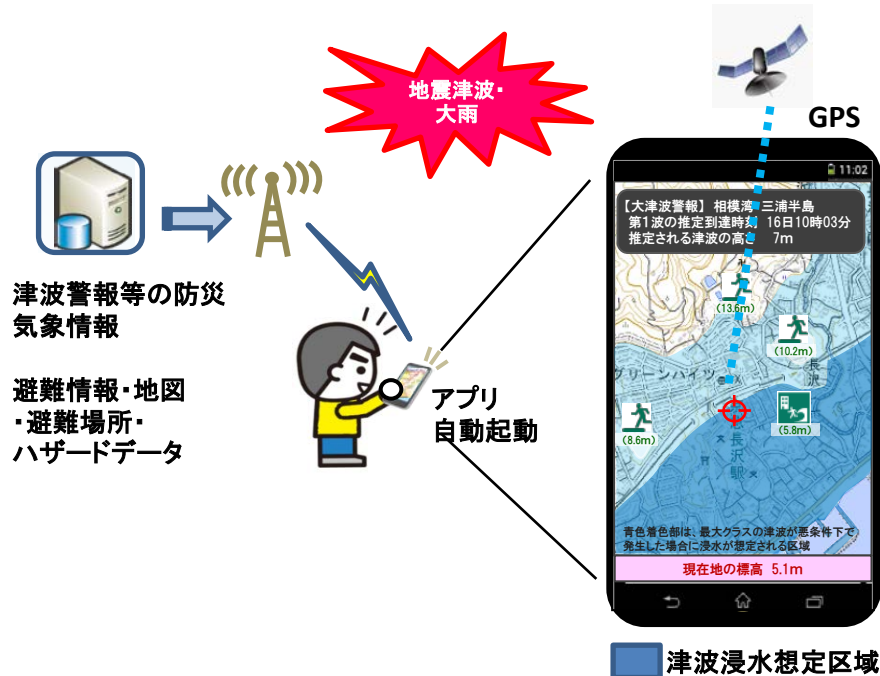 地震津波・
大雨
GPS
津波警報等の防災
気象情報
避難情報・地図
・避難場所・
ハザードデータ
アプリ
自動起動
11:02
【大津波警報】 相模湾・三浦半島
第1波の推定到達時刻 16日10時03分
推定される津波の高さ 7m
(13.6m)
(10.2m)
長沢
グリーンハイツ
(8.6m)
(5.8m)
長沢駅
青色着色部は、最大クラスの津波が悪条件下で
発生した場合に浸水が想定される区域
現在地の標高 5.1m
津波浸水想定区域